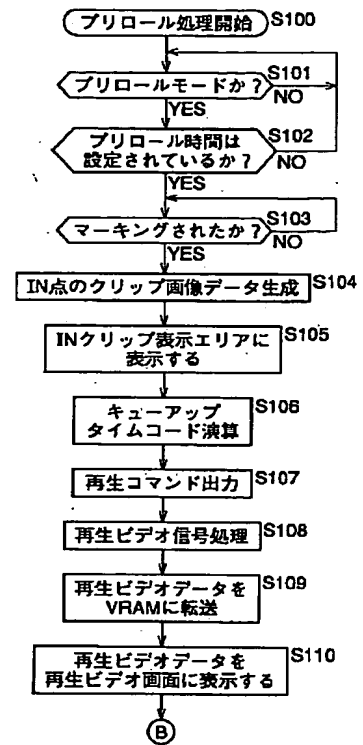 プリロール処理開始 S100
プリロールモードか? S101
NO
YES
プリロール時間は S102
設定されているか?
NO
YES
マーキングされたか? S103
NO
YES
IN点のクリップ画像データ生成 S104
INクリップ表示エリアに S105
表示する
キューアップ S106
タイムコード演算
再生コマンド出力 S107
再生ビデオ信号処理 S108
再生ビデオデータを S109
VRAMに転送
再生ビデオデータを S110
再生ビデオ画面に表示する
B